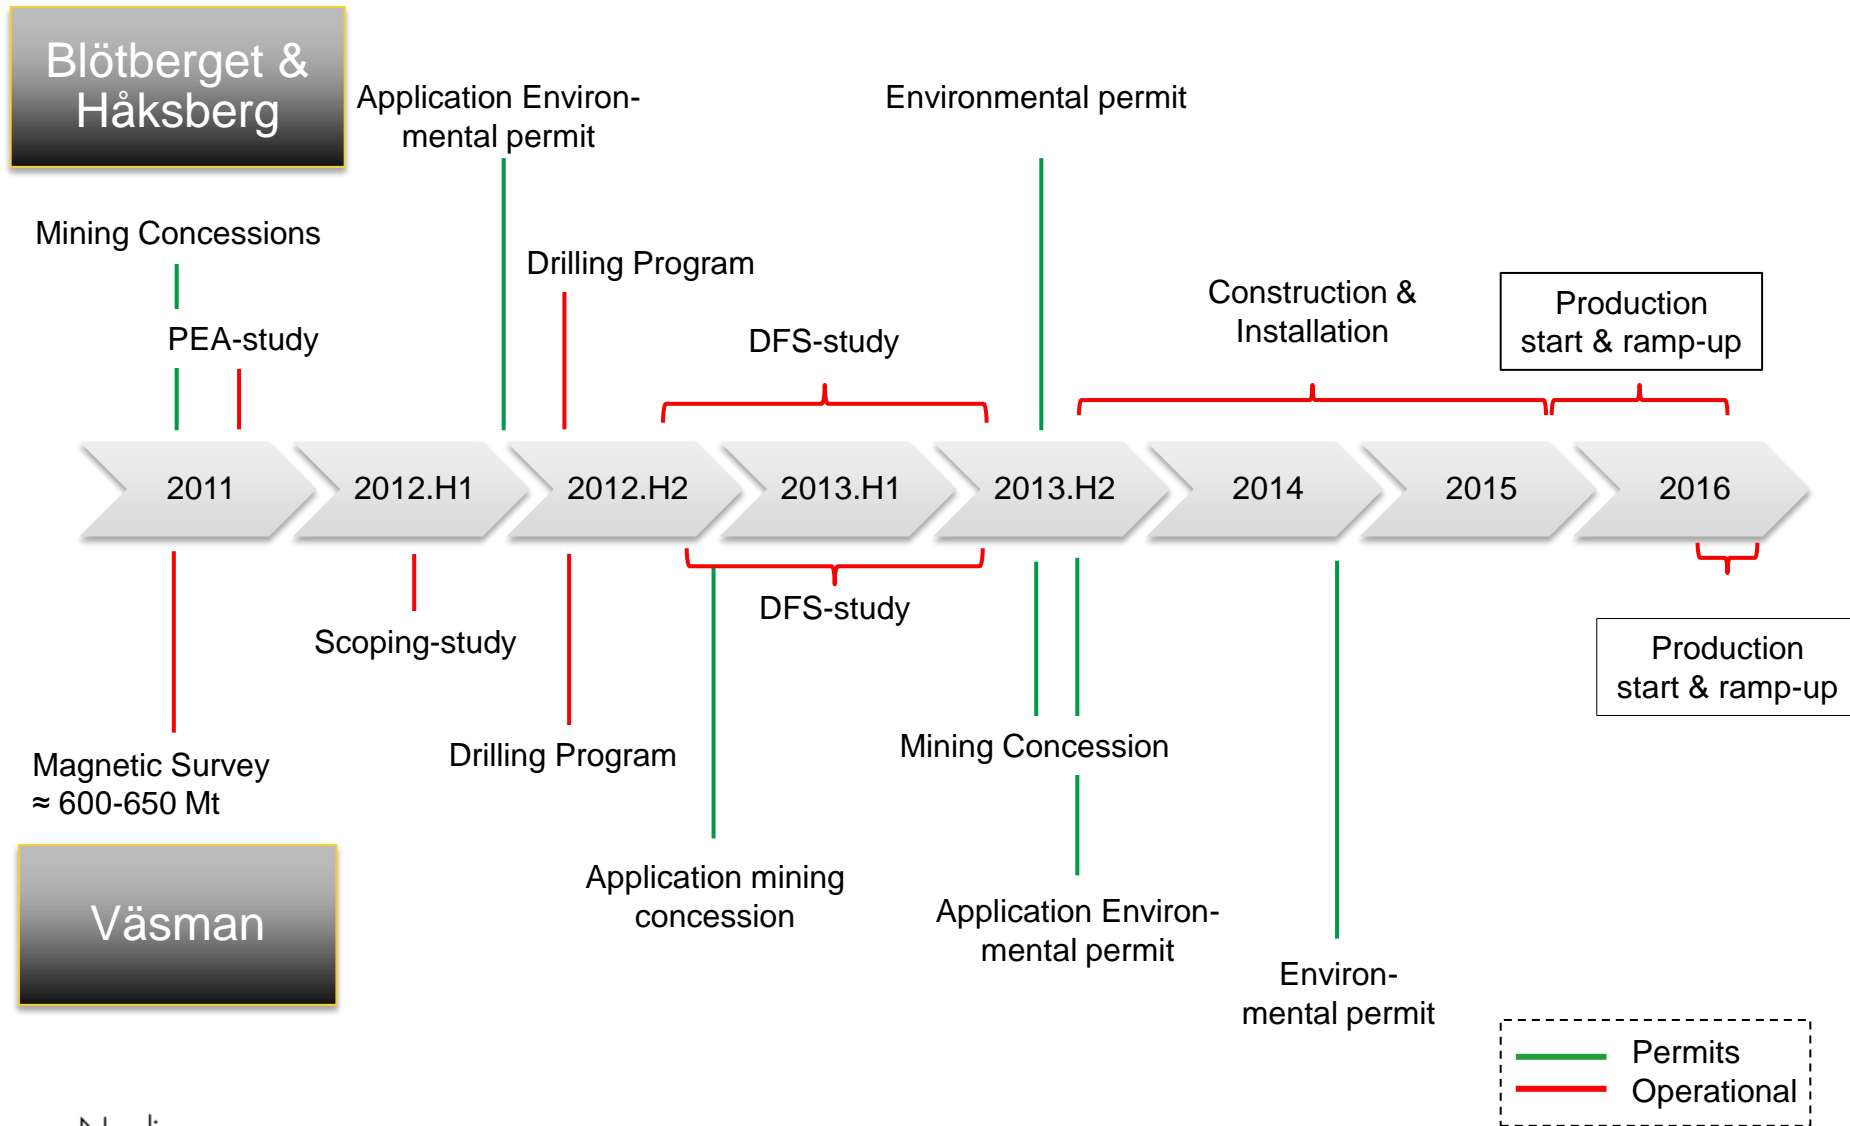 Blötberget &
Håksberg
Application Environ-
mental permit
Environmental permit
Mining Concessions
Drilling Program
PEA-study
DFS-study
Construction &
Installation
Production
start & ramp-up
2011
2012.H1
2012.H2
2013.H1
2013.H2
2014
2015
2016
DFS-study
Scoping-study
Production
start & ramp-up
Magnetic Survey
≈ 600-650 Mt
Drilling Program
Mining Concession
Application mining
concession
Application Environ-
mental permit
Väsman
Environ-
mental permit
Permits
Operational